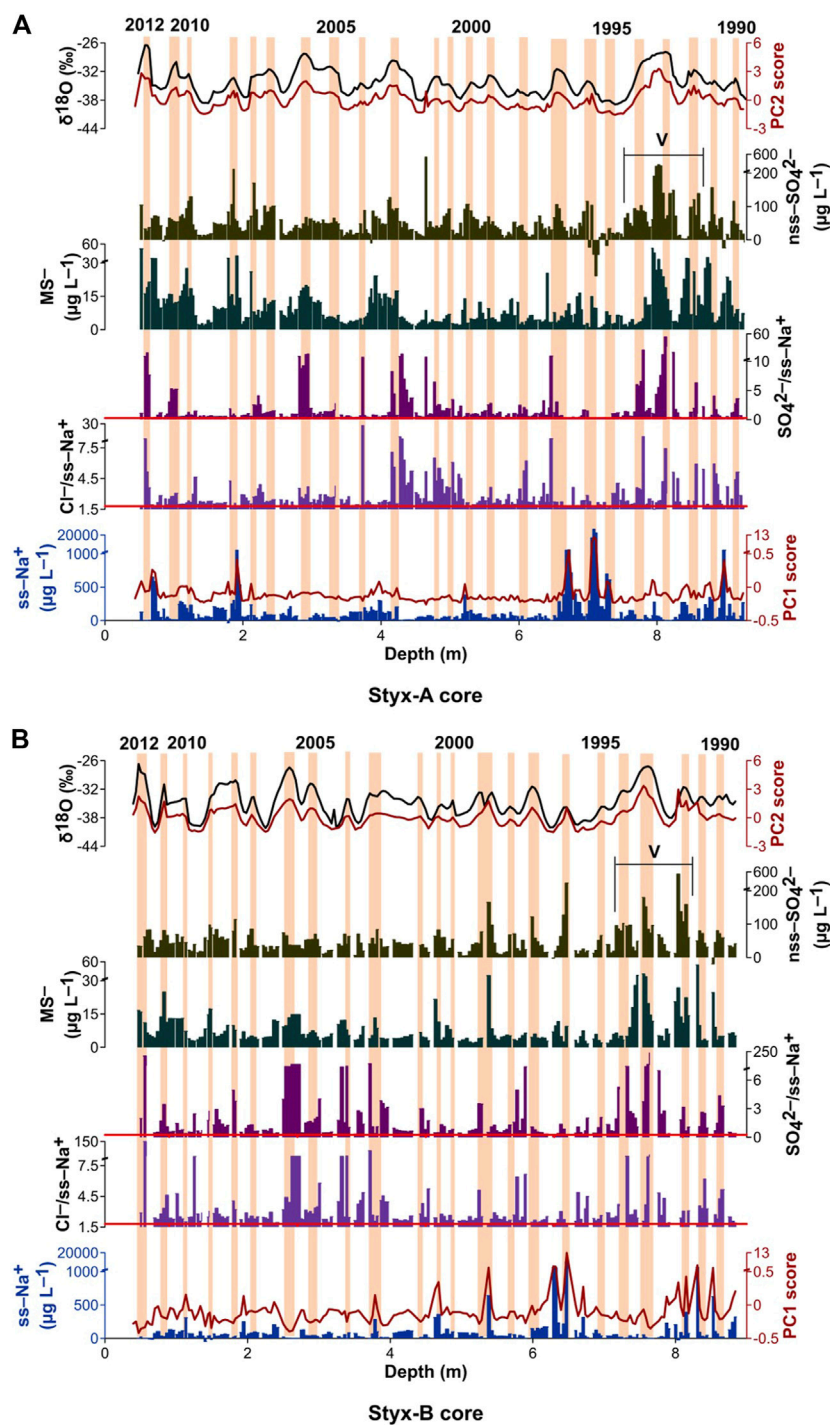 A
2012 2010 2005 2000 1995 1990
δ18O (‰)
-26
-32
-38
-44
6
3
0
-3
PC2 score
V
nss–SO₄²⁻
(µg L⁻¹)
600
200
100
0
MS⁻
(µg L⁻¹)
60
30
15
0
SO₄²⁻/ss–Na⁺
60
10
5
0
Cl⁻/ss–Na⁺
30
7.5
4.5
1.5
ss–Na⁺
(µg L⁻¹)
20000
1000
500
0
13
0.5
0
-0.5
PC1 score
0 2 4 6 8
Depth (m)
Styx-A core
B
2012 2010 2005 2000 1995 1990
δ18O (‰)
-26
-32
-38
-44
6
3
0
-3
PC2 score
V
nss–SO₄²⁻
(µg L⁻¹)
600
200
100
0
MS⁻
(µg L⁻¹)
60
30
15
0
SO₄²⁻/ss–Na⁺
250
6
3
0
Cl⁻/ss–Na⁺
150
7.5
4.5
1.5
ss–Na⁺
(µg L⁻¹)
20000
1000
500
0
13
0.5
0
-0.5
PC1 score
0 2 4 6 8
Depth (m)
Styx-B core